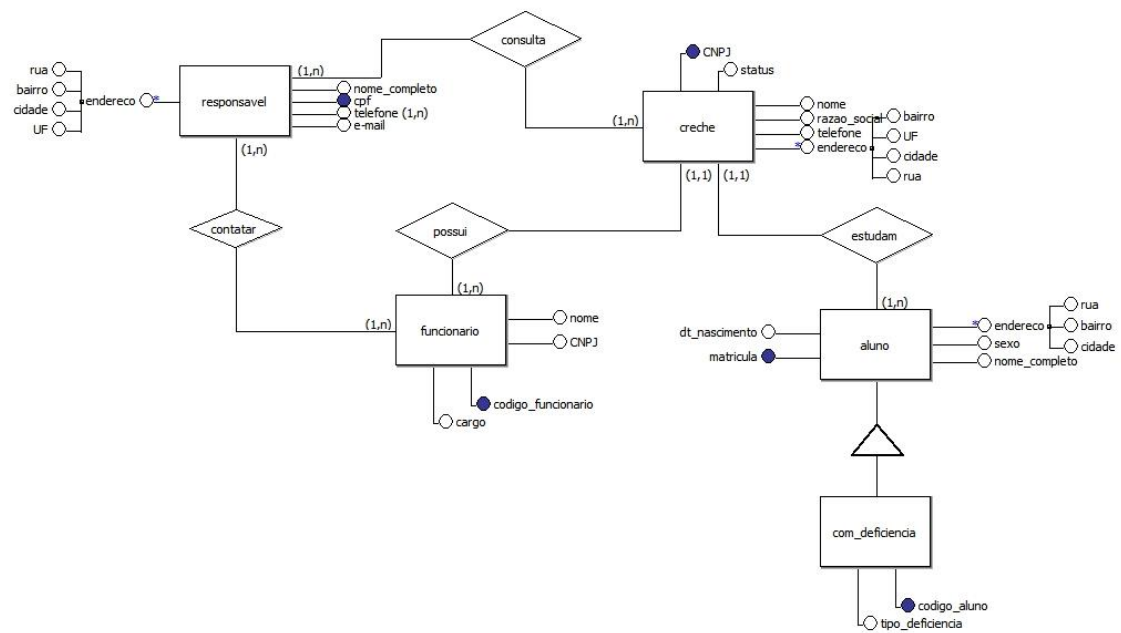 consulta
CNPJ
status
rua
bairro
cidade
UF
endereco
*
responsavel
(1,n)
nome_completo
cpf
telefone (1,n)
e-mail
(1,n)
(1,n)
creche
nome
razao_social
telefone
*
endereco
bairro
UF
cidade
rua
(1,1)
(1,1)
contatar
possui
estudam
(1,n)
(1,n)
funcionario
nome
CNPJ
codigo_funcionario
cargo
(1,n)
dt_nascimento
matricula
aluno
*
endereco
sexo
nome_completo
rua
bairro
cidade
com_deficiencia
codigo_aluno
tipo_deficiencia